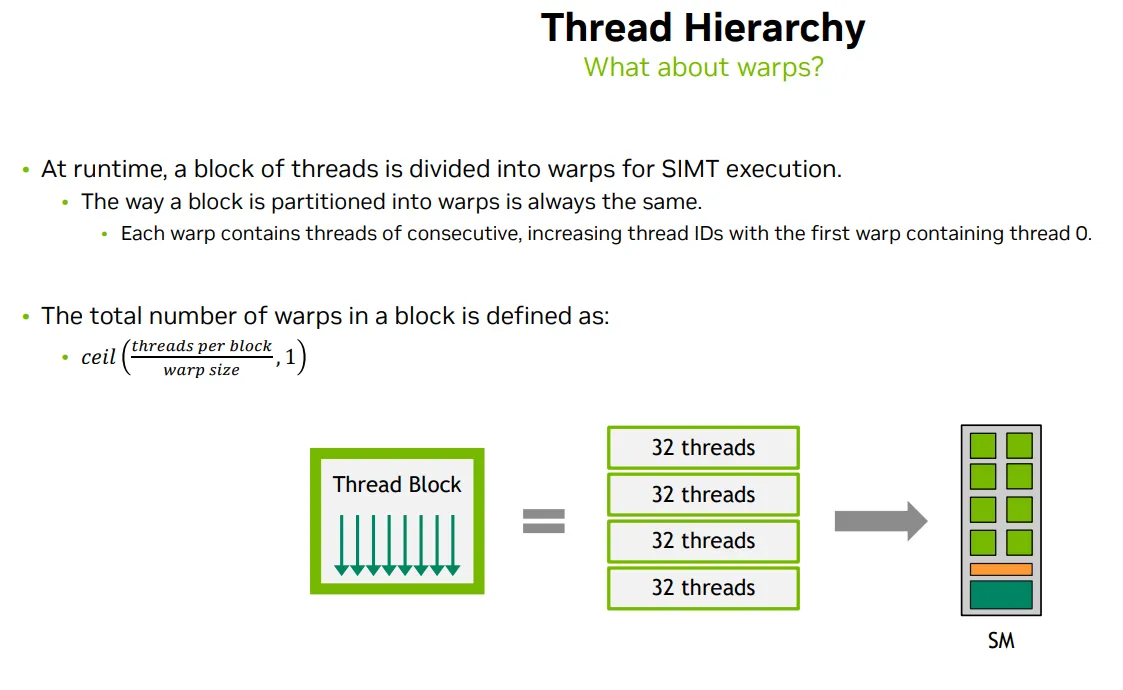 Thread Hierarchy
What about warps?
• At runtime, a block of threads is divided into warps for SIMT execution.
• The way a block is partitioned into warps is always the same.
• Each warp contains threads of consecutive, increasing thread IDs with the first warp containing thread 0.
• The total number of warps in a block is defined as:
• ceil(threads per block / warp size, 1)
Thread Block
=
32 threads
32 threads
32 threads
32 threads
SM